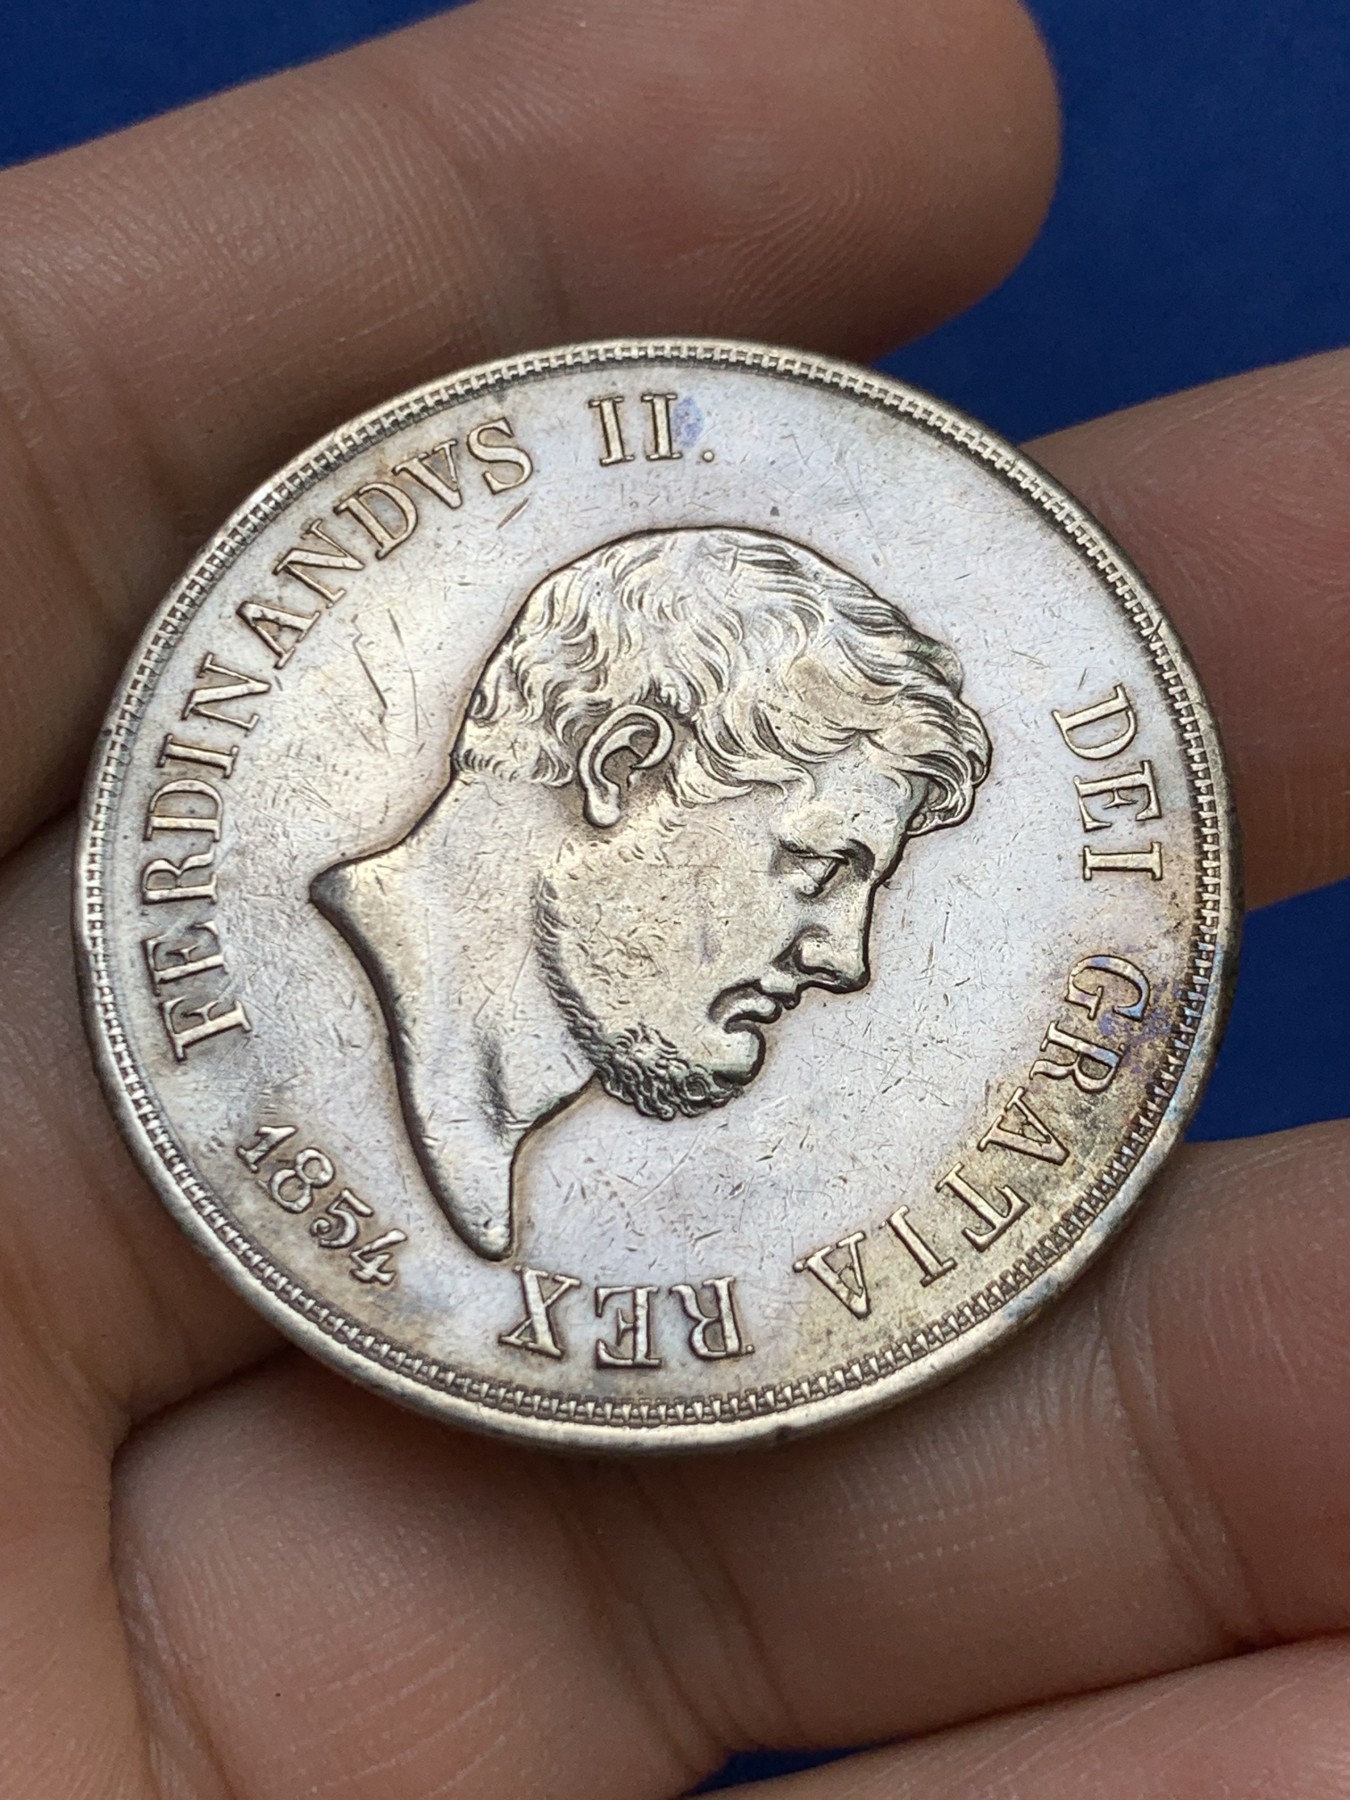 FERDINANDVS II. DEI GRATIA REX
1854